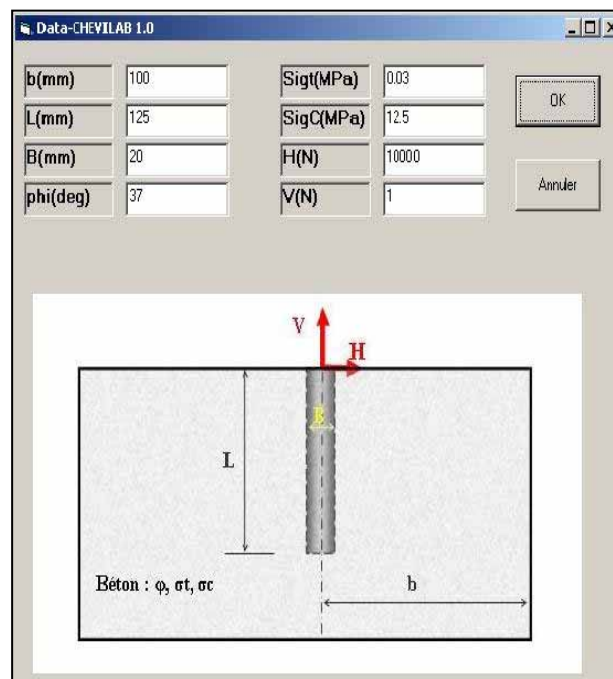 Data-CHEVILAB 1.0
b(mm) 100 Sigt(MPa) 0.03
OK
L(mm) 125 SigC(MPa) 12.5
B(mm) 20 H(N) 10000
Annuler
phi(deg) 37 V(N) 1
V
H
B
L
Béton : φ, σt, σc
b